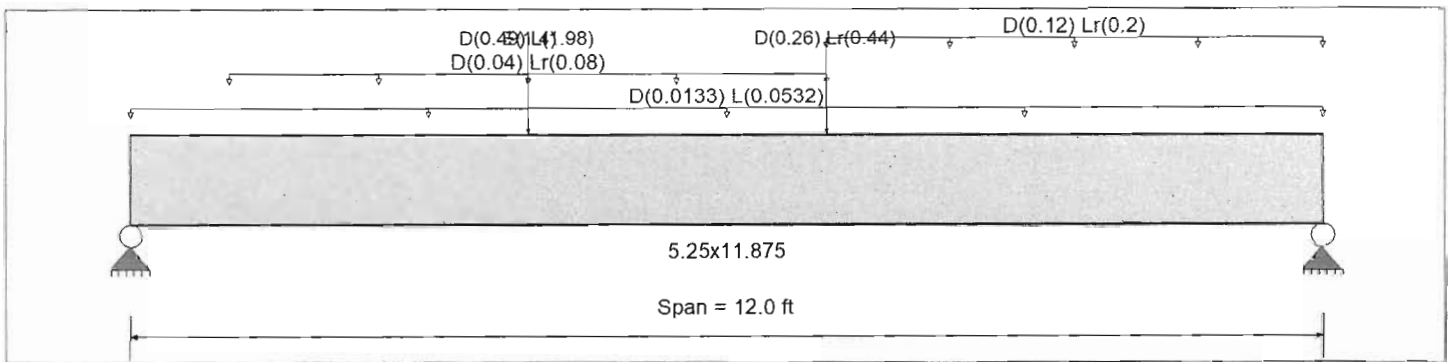 D(0.12) Lr(0.2)
D(0.26) Lr(0.44)
D(0.04) Lr(0.08)
D(0.0133) L(0.0532)
5.25x11.875
Span = 12.0 ft